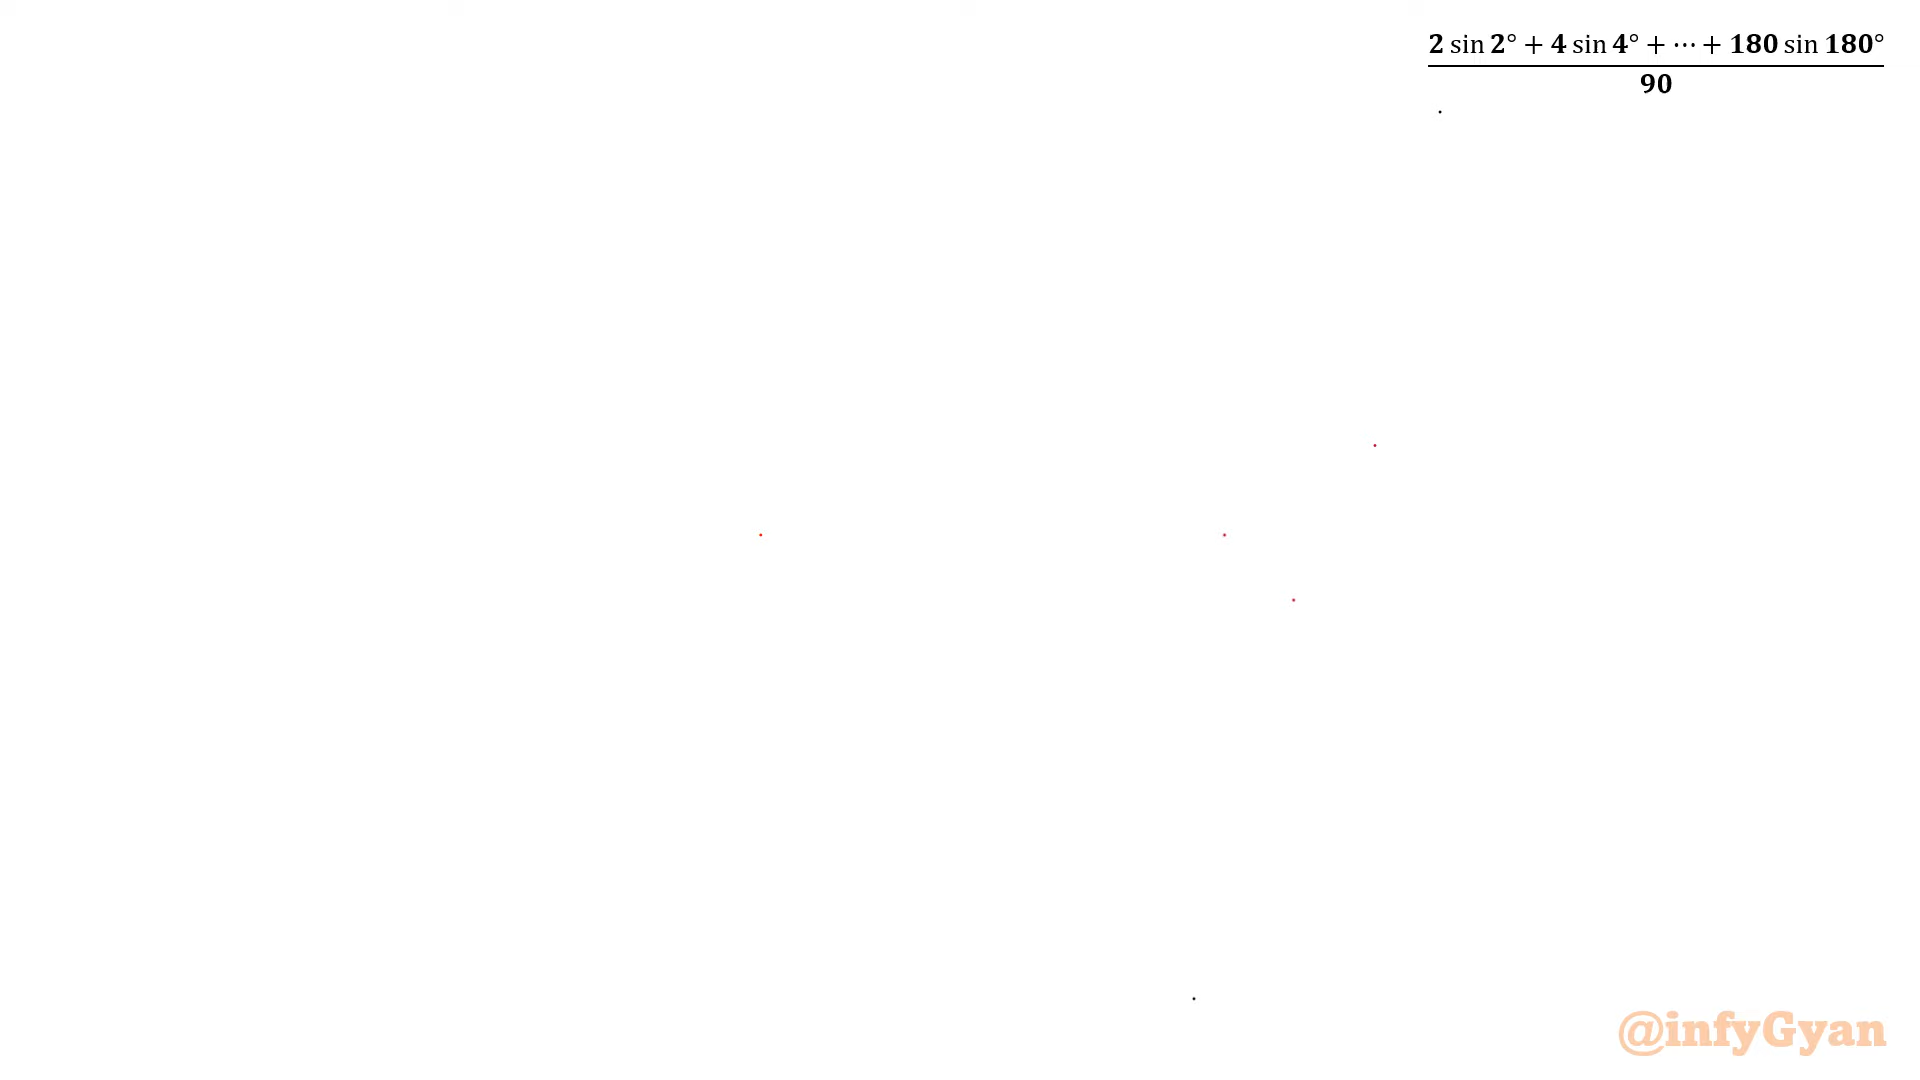 2 sin 2° + 4 sin 4° + ⋯ + 180 sin 180°
90
@infyGyan